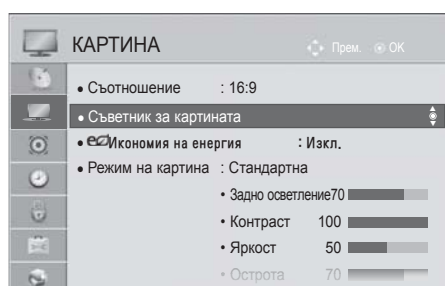 КАРТИНА
Прем. OK
• Съотношение : 16:9
• Съветник за картината
• eco Икономия на енергия : Изкл.
• Режим на картина : Стандартна
• Задно осветление70
• Контраст 100
• Яркост 50
• Острота 70